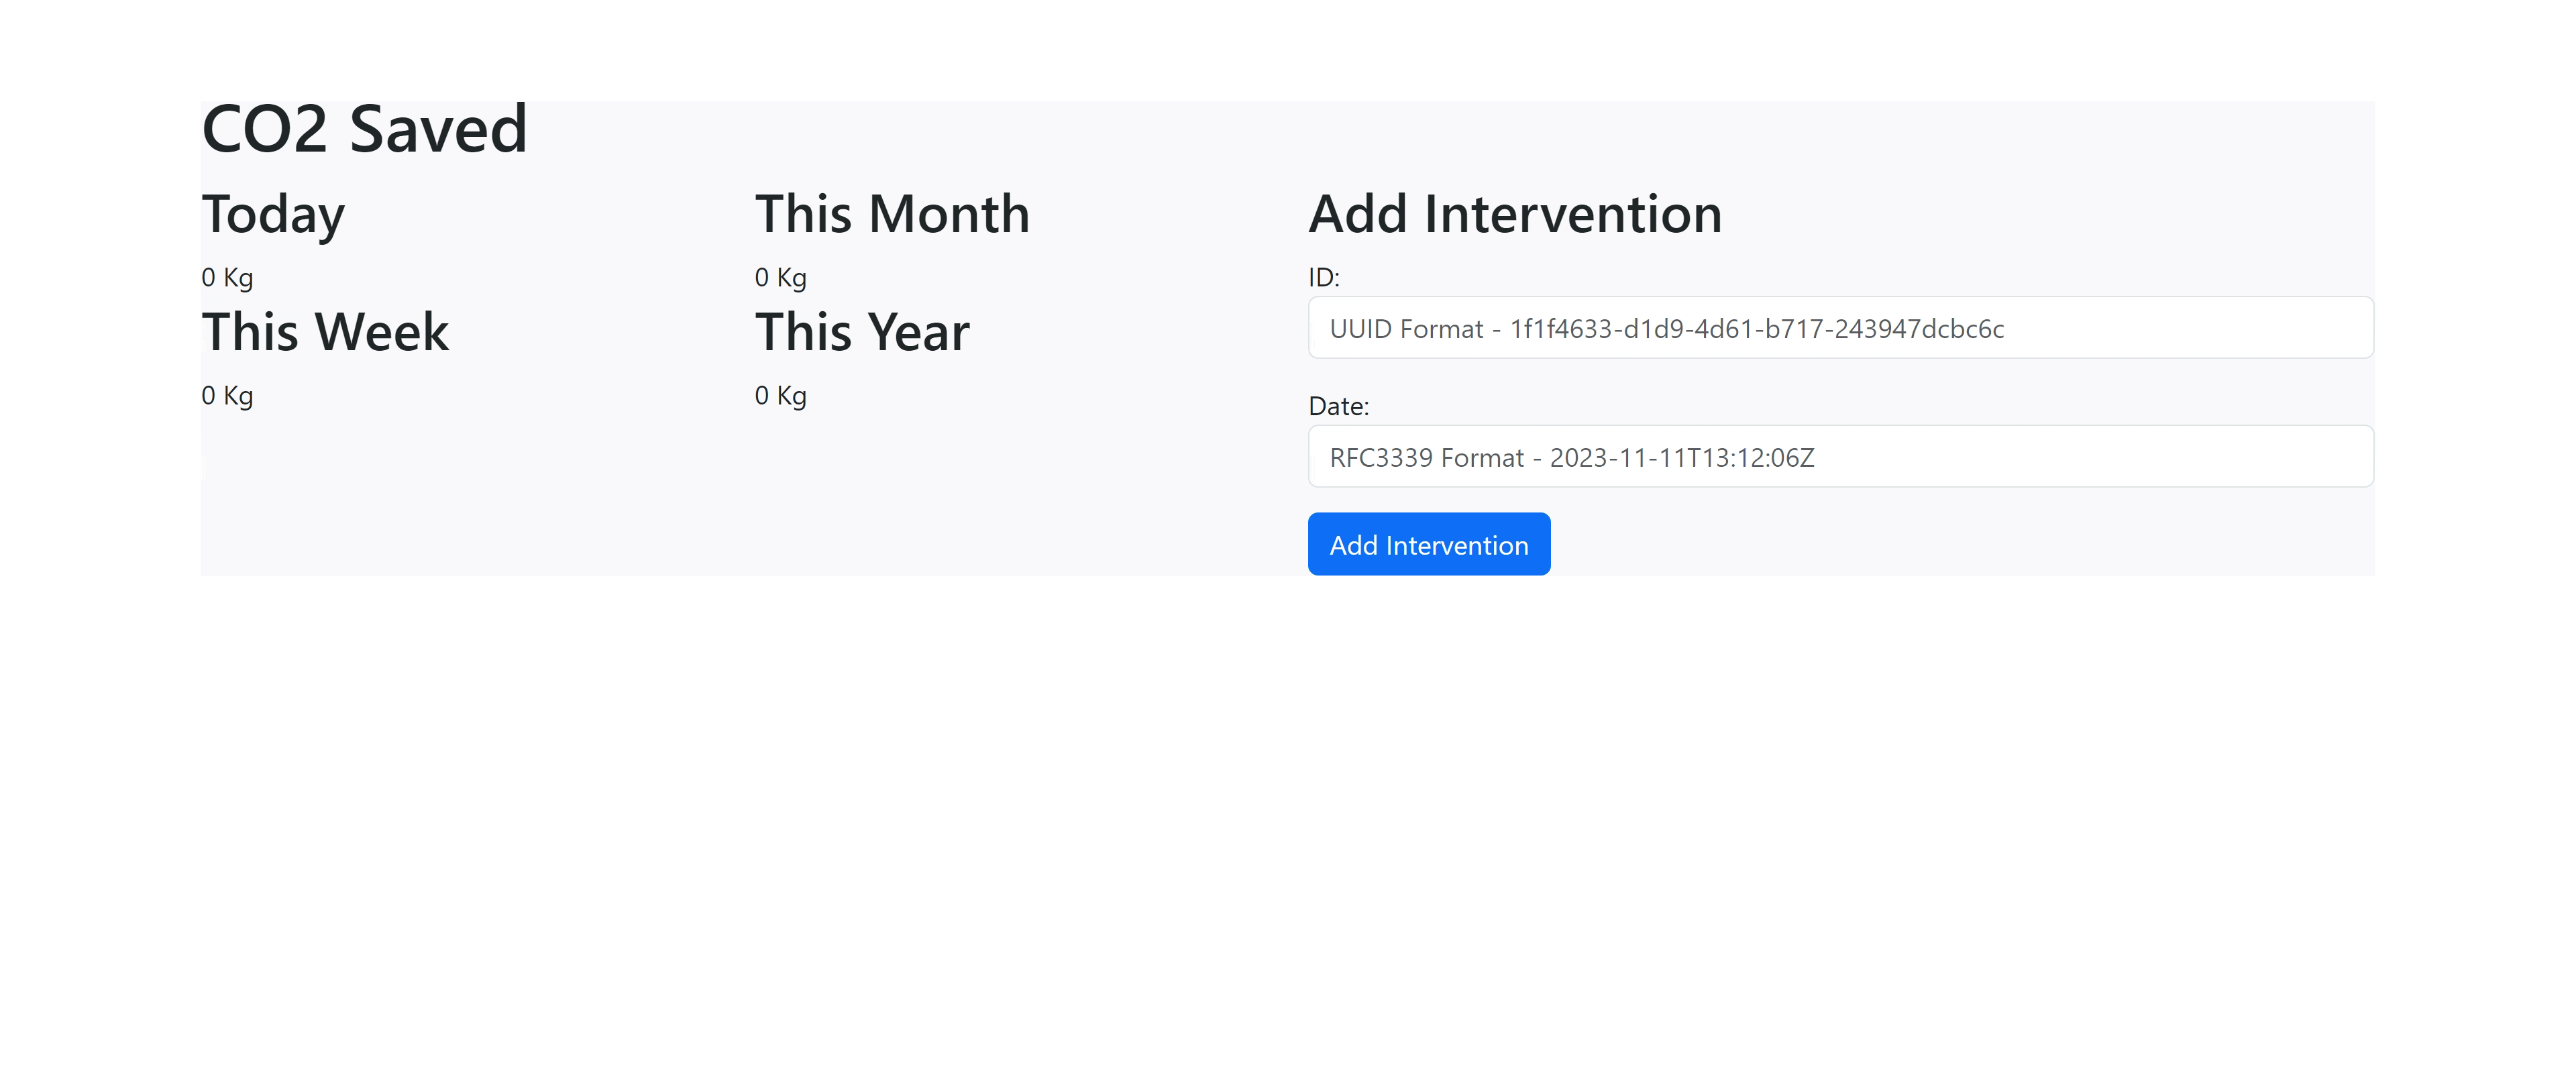 CO2 Saved
Today
0 Kg
This Week
0 Kg
This Month
0 Kg
This Year
0 Kg
Add Intervention
ID:
UUID Format - 1f1f4633-d1d9-4d61-b717-243947dcbc6c
Date:
RFC3339 Format - 2023-11-11T13:12:06Z
Add Intervention